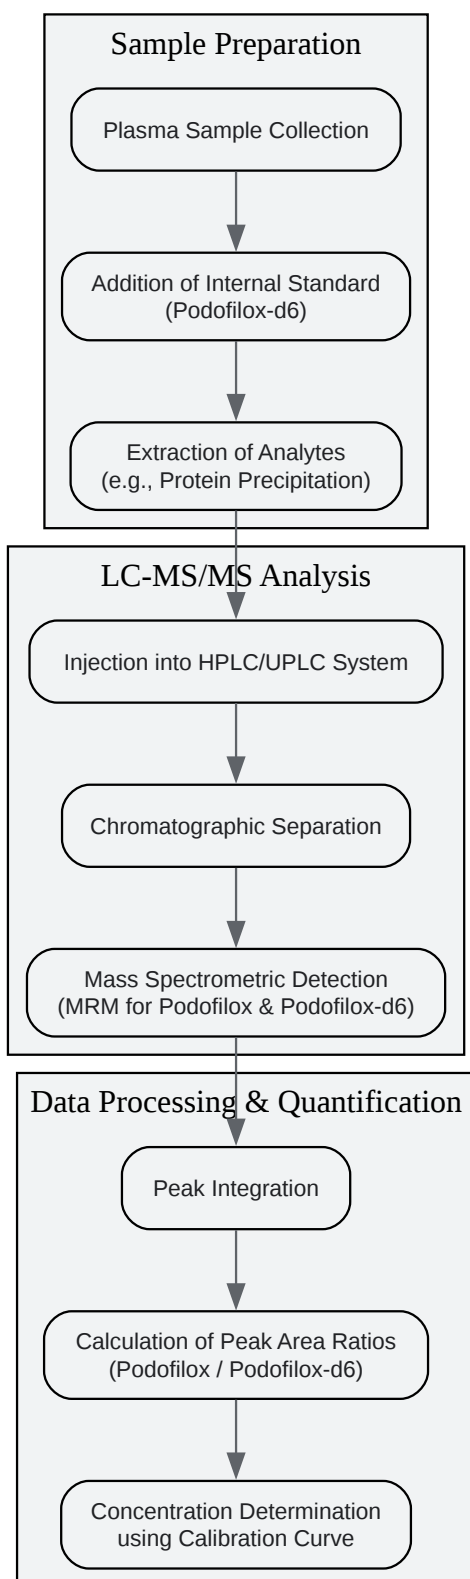 Sample Preparation
Plasma Sample Collection
Addition of Internal Standard
(Podofilox-d6)
Extraction of Analytes
(e.g., Protein Precipitation)
LC-MS/MS Analysis
Injection into HPLC/UPLC System
Chromatographic Separation
Mass Spectrometric Detection
(MRM for Podofilox & Podofilox-d6)
Data Processing & Quantification
Peak Integration
Calculation of Peak Area Ratios
(Podofilox / Podofilox-d6)
Concentration Determination
using Calibration Curve